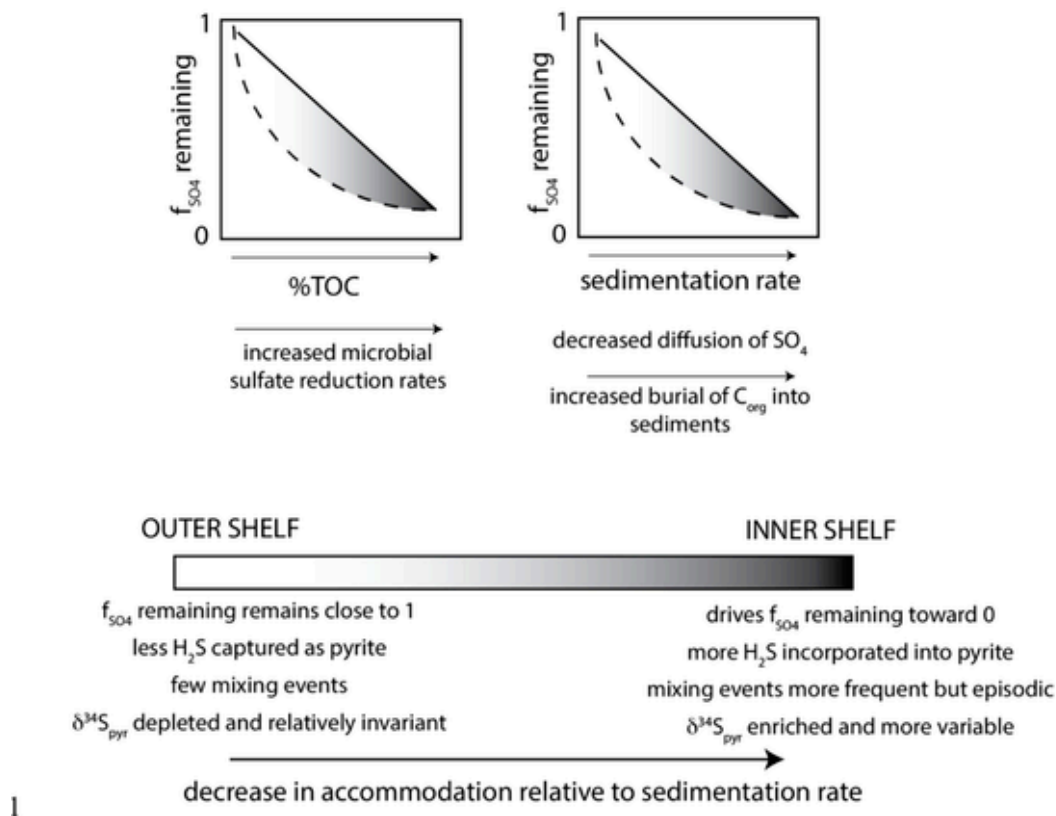 1
f_SO4 remaining
0
%TOC
increased microbial
sulfate reduction rates
1
f_SO4 remaining
0
sedimentation rate
decreased diffusion of SO₄
increased burial of C_org into
sediments
OUTER SHELF
INNER SHELF
f_SO4 remaining remains close to 1
less H₂S captured as pyrite
few mixing events
δ³⁴S_pyr depleted and relatively invariant
drives f_SO4 remaining toward 0
more H₂S incorporated into pyrite
mixing events more frequent but episodic
δ³⁴S_pyr enriched and more variable
decrease in accommodation relative to sedimentation rate
1